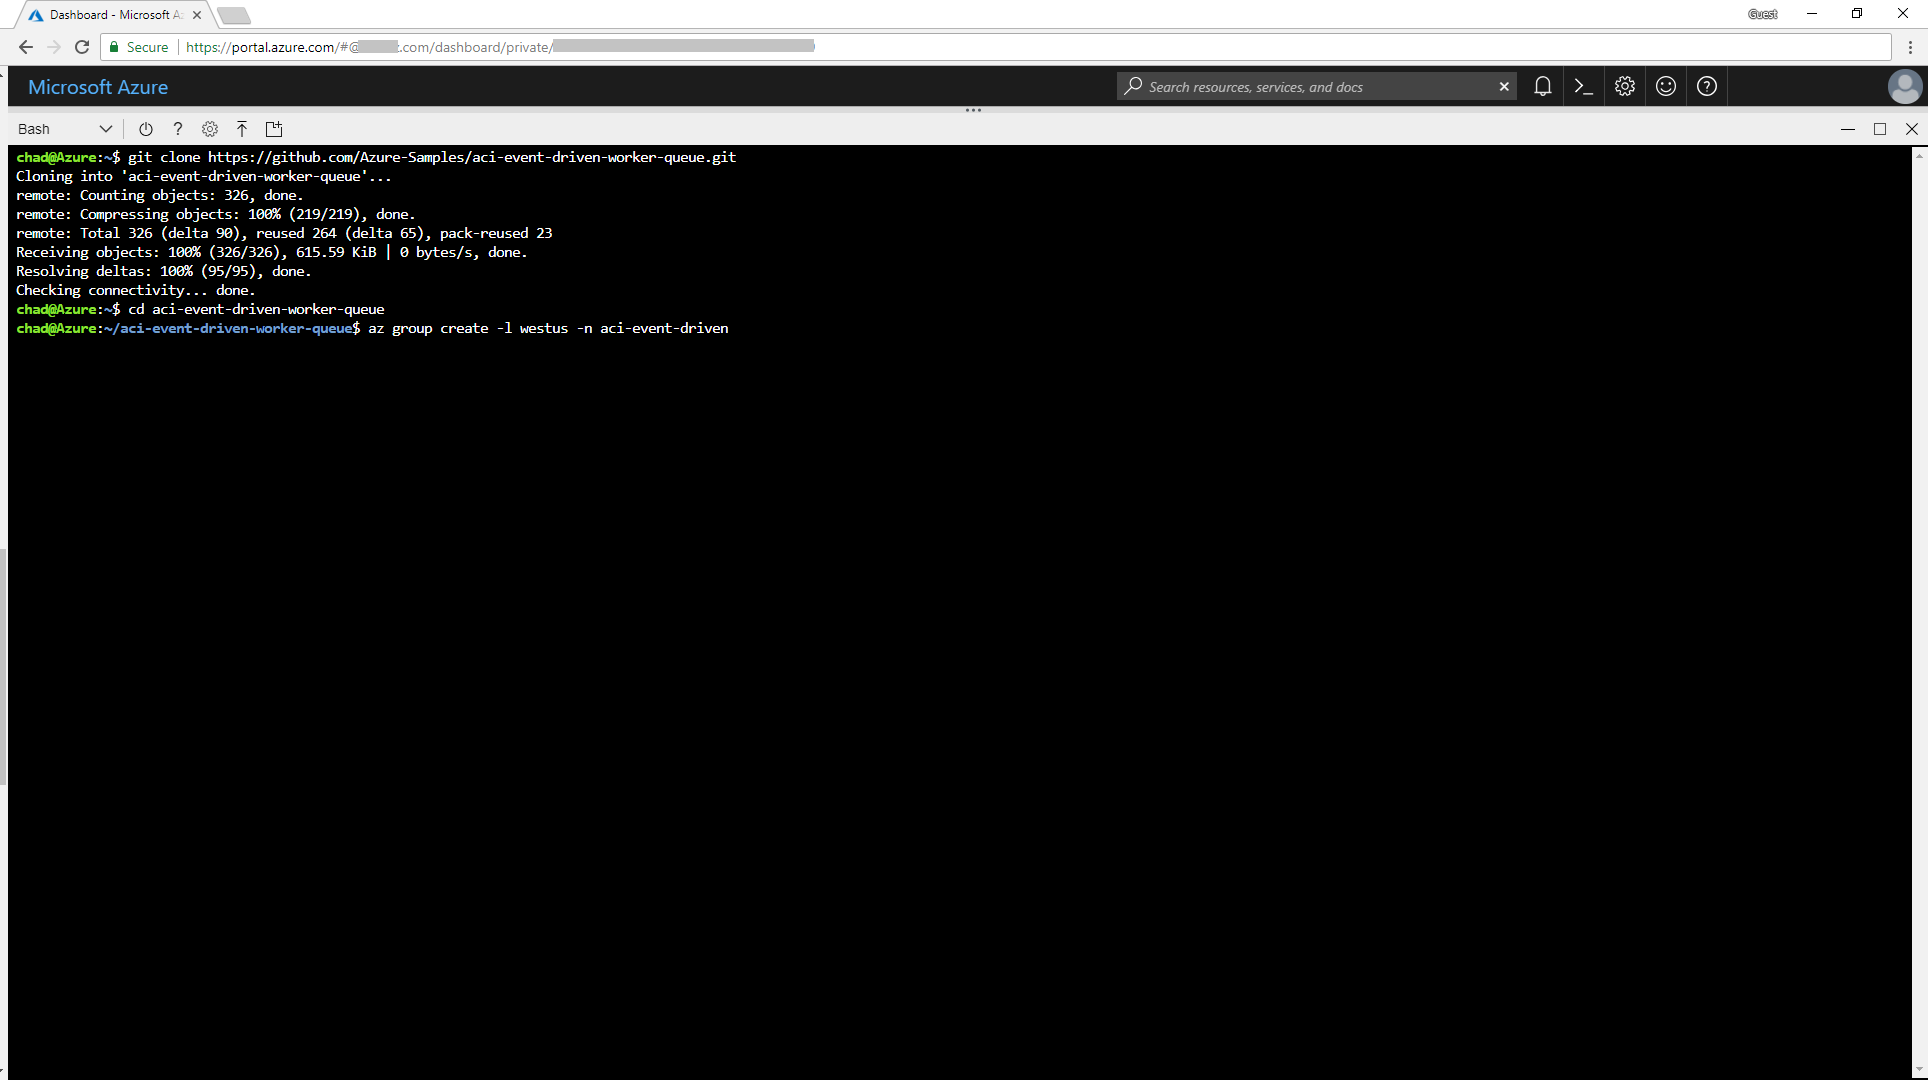 Dashboard - Microsoft A
Guest
Secure https://portal.azure.com/#@ .com/dashboard/private/
Microsoft Azure
Search resources, services, and docs
Bash
chad@Azure:~$ git clone https://github.com/Azure-Samples/aci-event-driven-worker-queue.git
Cloning into 'aci-event-driven-worker-queue'...
remote: Counting objects: 326, done.
remote: Compressing objects: 100% (219/219), done.
remote: Total 326 (delta 90), reused 264 (delta 65), pack-reused 23
Receiving objects: 100% (326/326), 615.59 KiB | 0 bytes/s, done.
Resolving deltas: 100% (95/95), done.
Checking connectivity... done.
chad@Azure:~$ cd aci-event-driven-worker-queue
chad@Azure:~/aci-event-driven-worker-queue$ az group create -l westus -n aci-event-driven